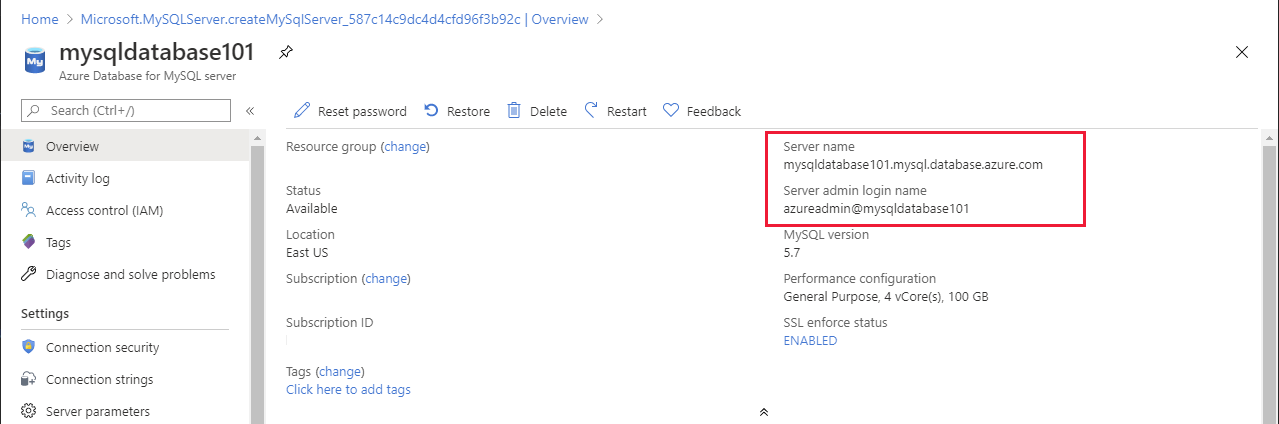 Home > Microsoft.MySQLServer.createMySqlServer_587c14c9dc4d4cfd96f3b92c | Overview >
My
mysqldatabase101
Azure Database for MySQL server
Search (Ctrl+/)
«
Reset password
Restore
Delete
Restart
Feedback
My
Overview
Activity log
Access control (IAM)
Tags
Diagnose and solve problems
Settings
Connection security
Connection strings
Server parameters
Resource group (change)
Status
Available
Location
East US
Subscription (change)
Subscription ID
Tags (change)
Click here to add tags
Server name
mysqldatabase101.mysql.database.azure.com
Server admin login name
azureadmin@mysqldatabase101
MySQL version
5.7
Performance configuration
General Purpose, 4 vCore(s), 100 GB
SSL enforce status
ENABLED